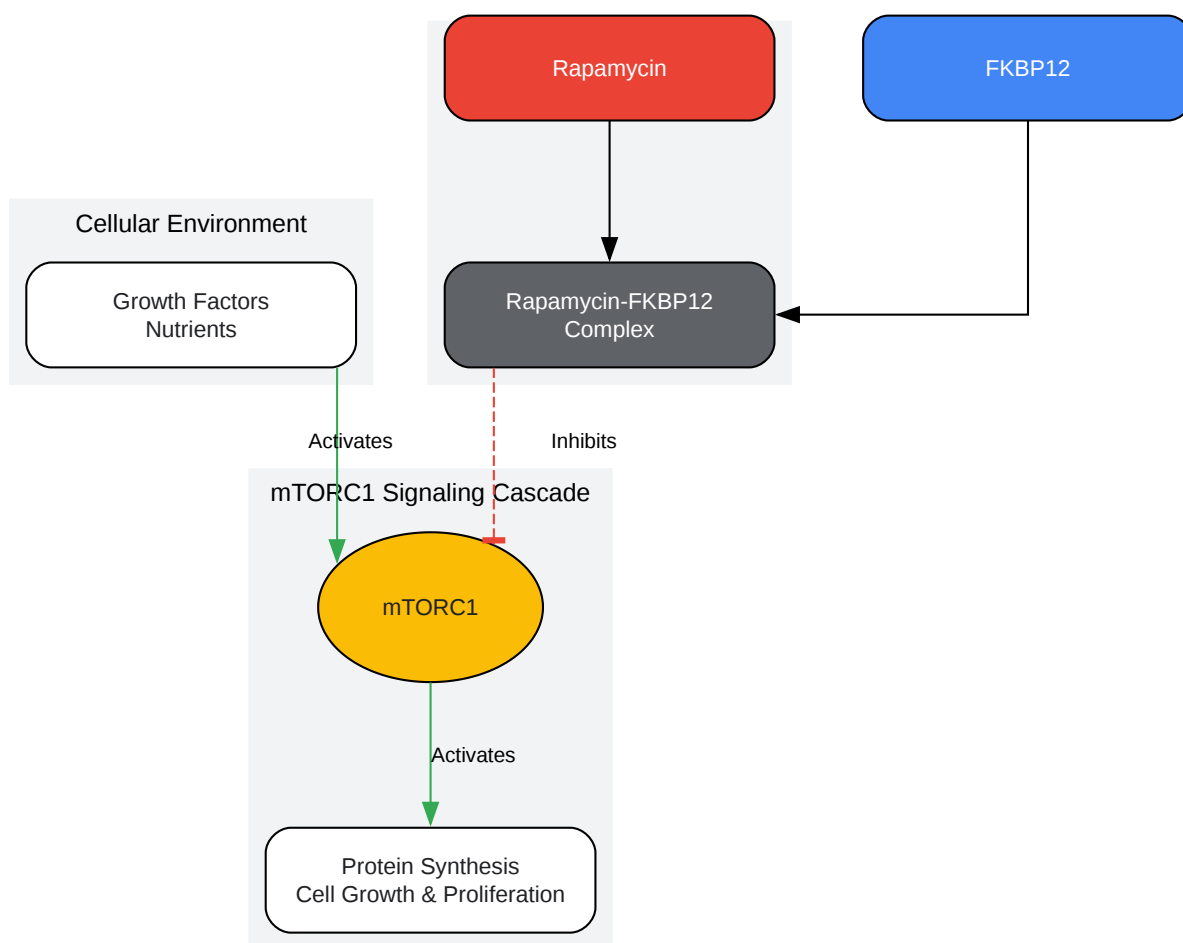 Rapamycin
FKBP12
Cellular Environment
Growth Factors
Nutrients
Rapamycin-FKBP12
Complex
Activates
Inhibits
mTORC1 Signaling Cascade
mTORC1
Activates
Protein Synthesis
Cell Growth & Proliferation